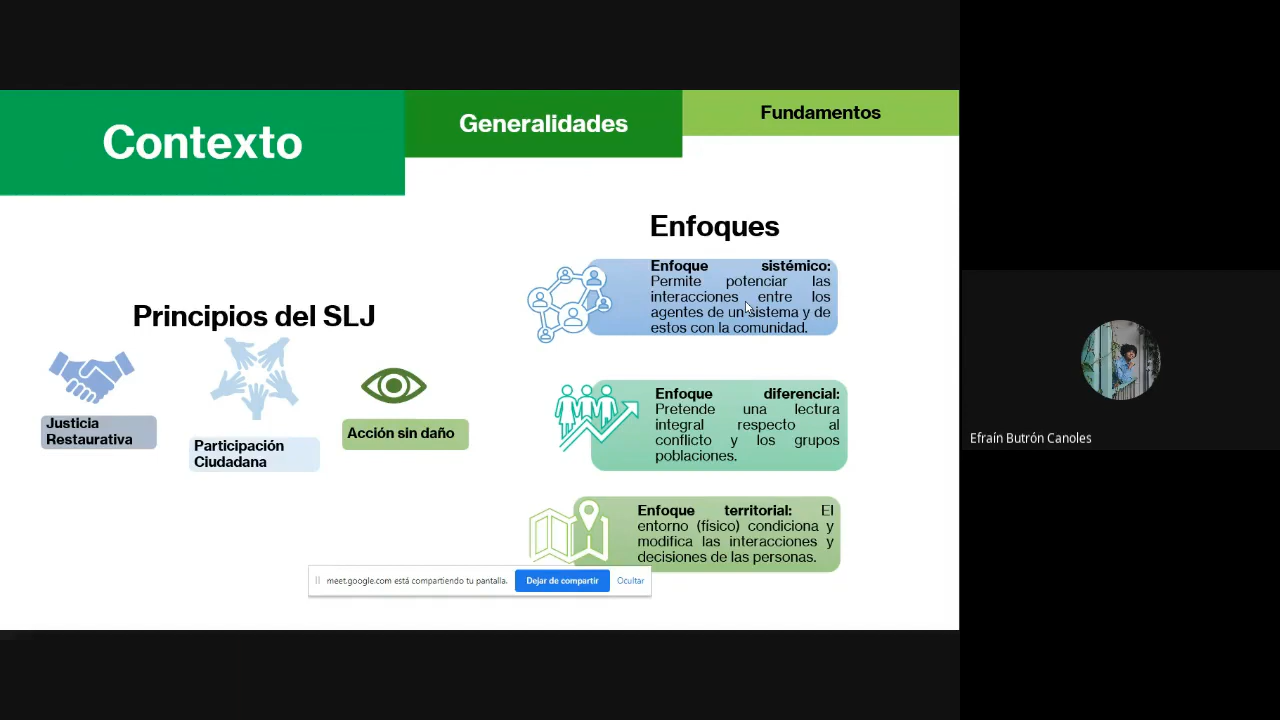 Contexto
Generalidades
Fundamentos
Principios del SLJ
Justicia
Restaurativa
Participación
Ciudadana
Acción sin daño
Enfoques
Enfoque sistémico:
Permite potenciar las
interacciones entre los
agentes de un sistema y de
estos con la comunidad.
Enfoque diferencial:
Pretende una lectura
integral respecto al
conflicto y los grupos
poblaciones.
Enfoque territorial: El
entorno (físico) condiciona y
modifica las interacciones y
decisiones de las personas.
meet.google.com está compartiendo tu pantalla.
Dejar de compartir
Ocultar
Efraín Butrón Canoles